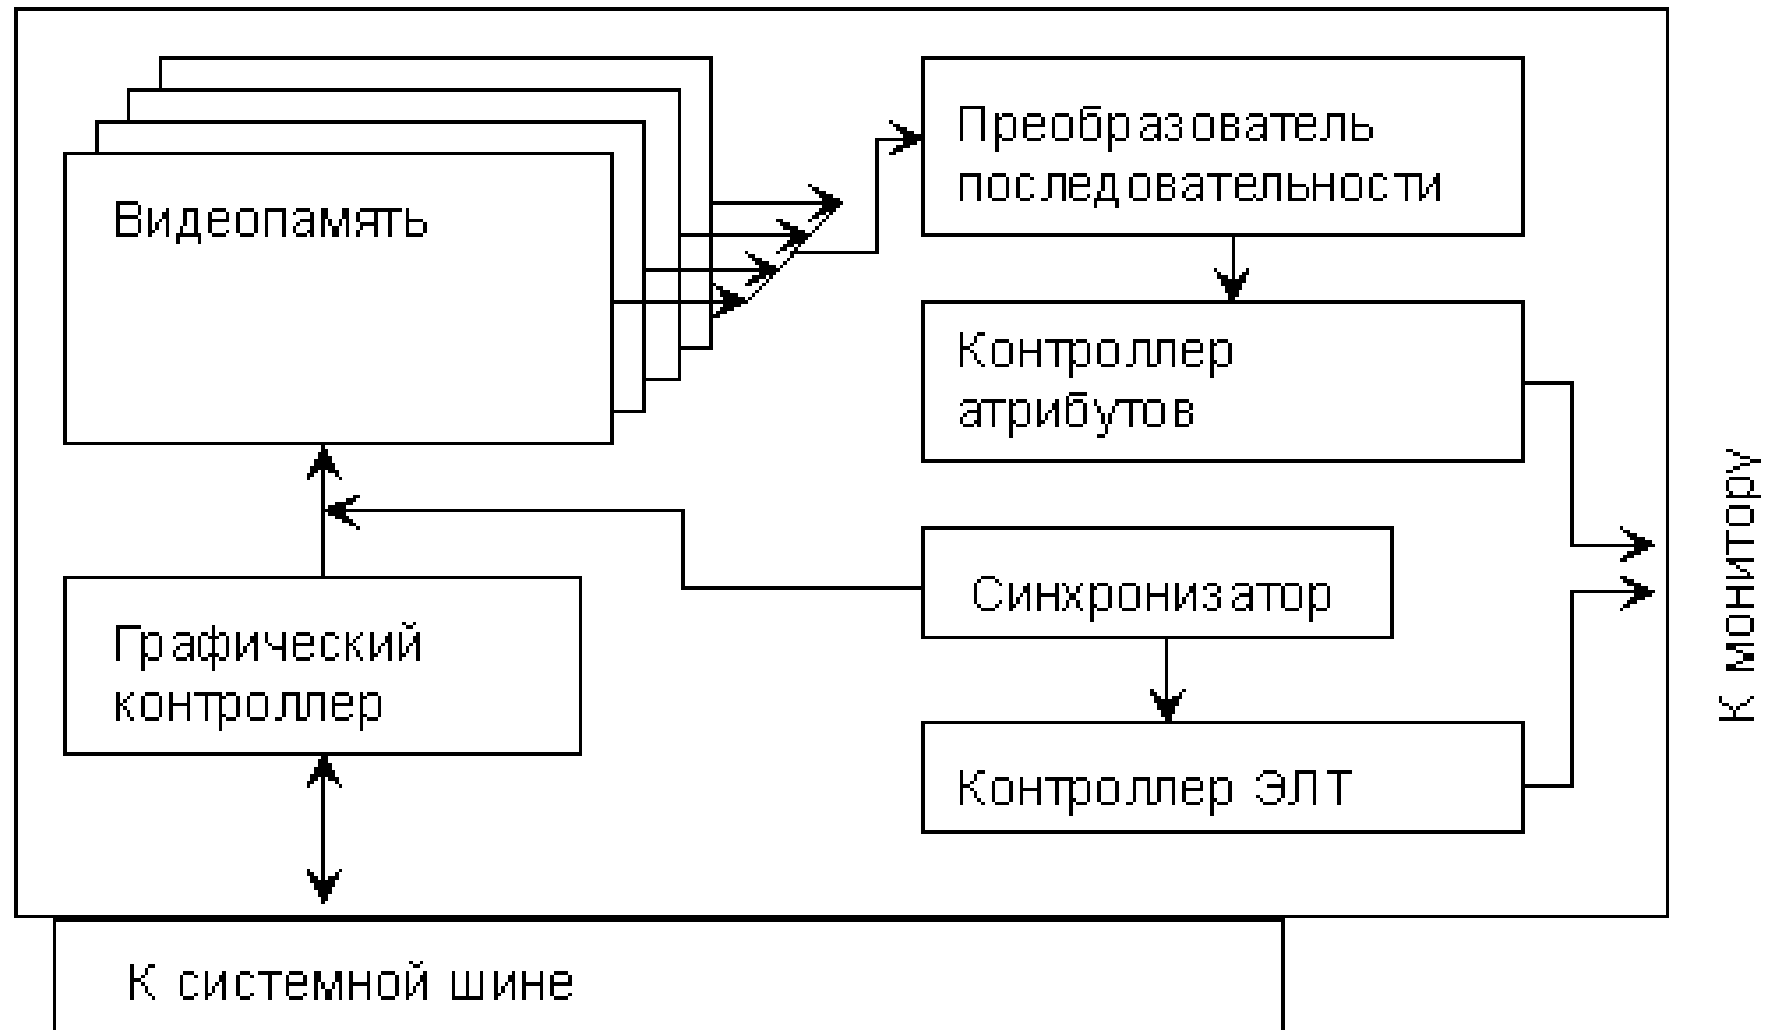 Видеопамять
Преобразователь
последовательности
Контроллер
атрибутов
Синхронизатор
Графический
контроллер
Контроллер ЭЛТ
К монитору
К системной шине